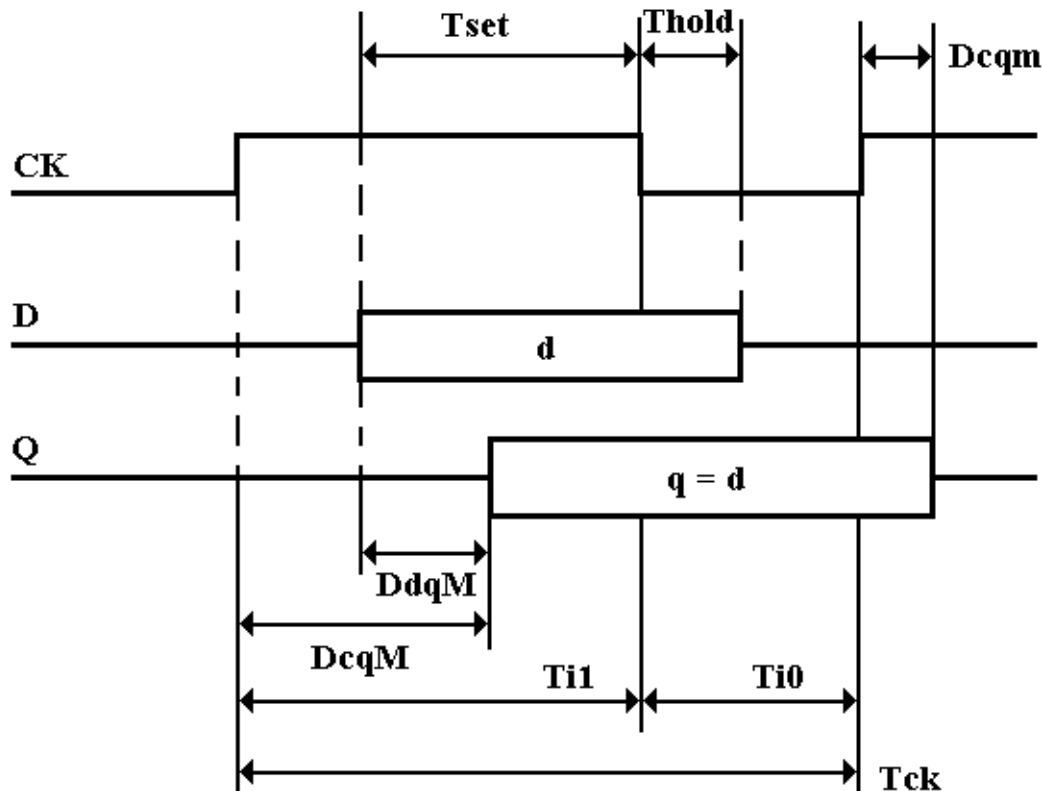 Tset
Thold
Dcqm
CK
D
d
Q
q = d
DdqM
DcqM
Ti1
Ti0
Tck